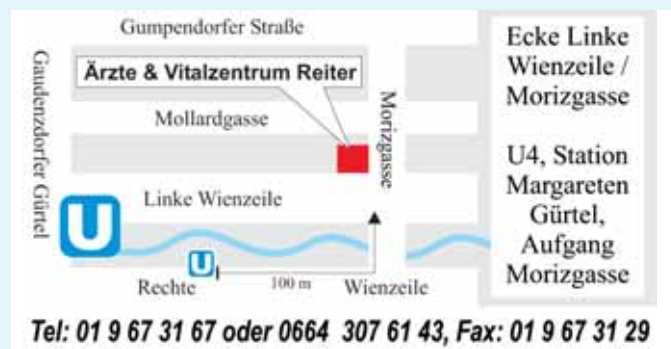 Gumpendorfer Straße
Gaudenzdorfer Gürtel
Ärzte & Vitalzentrum Reiter
Mollardgasse
Morizgasse
Linke Wienzeile
U
U
Rechte
100 m
Wienzeile
Ecke Linke
Wienzeile /
Morizgasse
U4, Station
Margareten
Gürtel,
Aufgang
Morizgasse
Tel: 01 9 67 31 67 oder 0664 307 61 43, Fax: 01 9 67 31 29